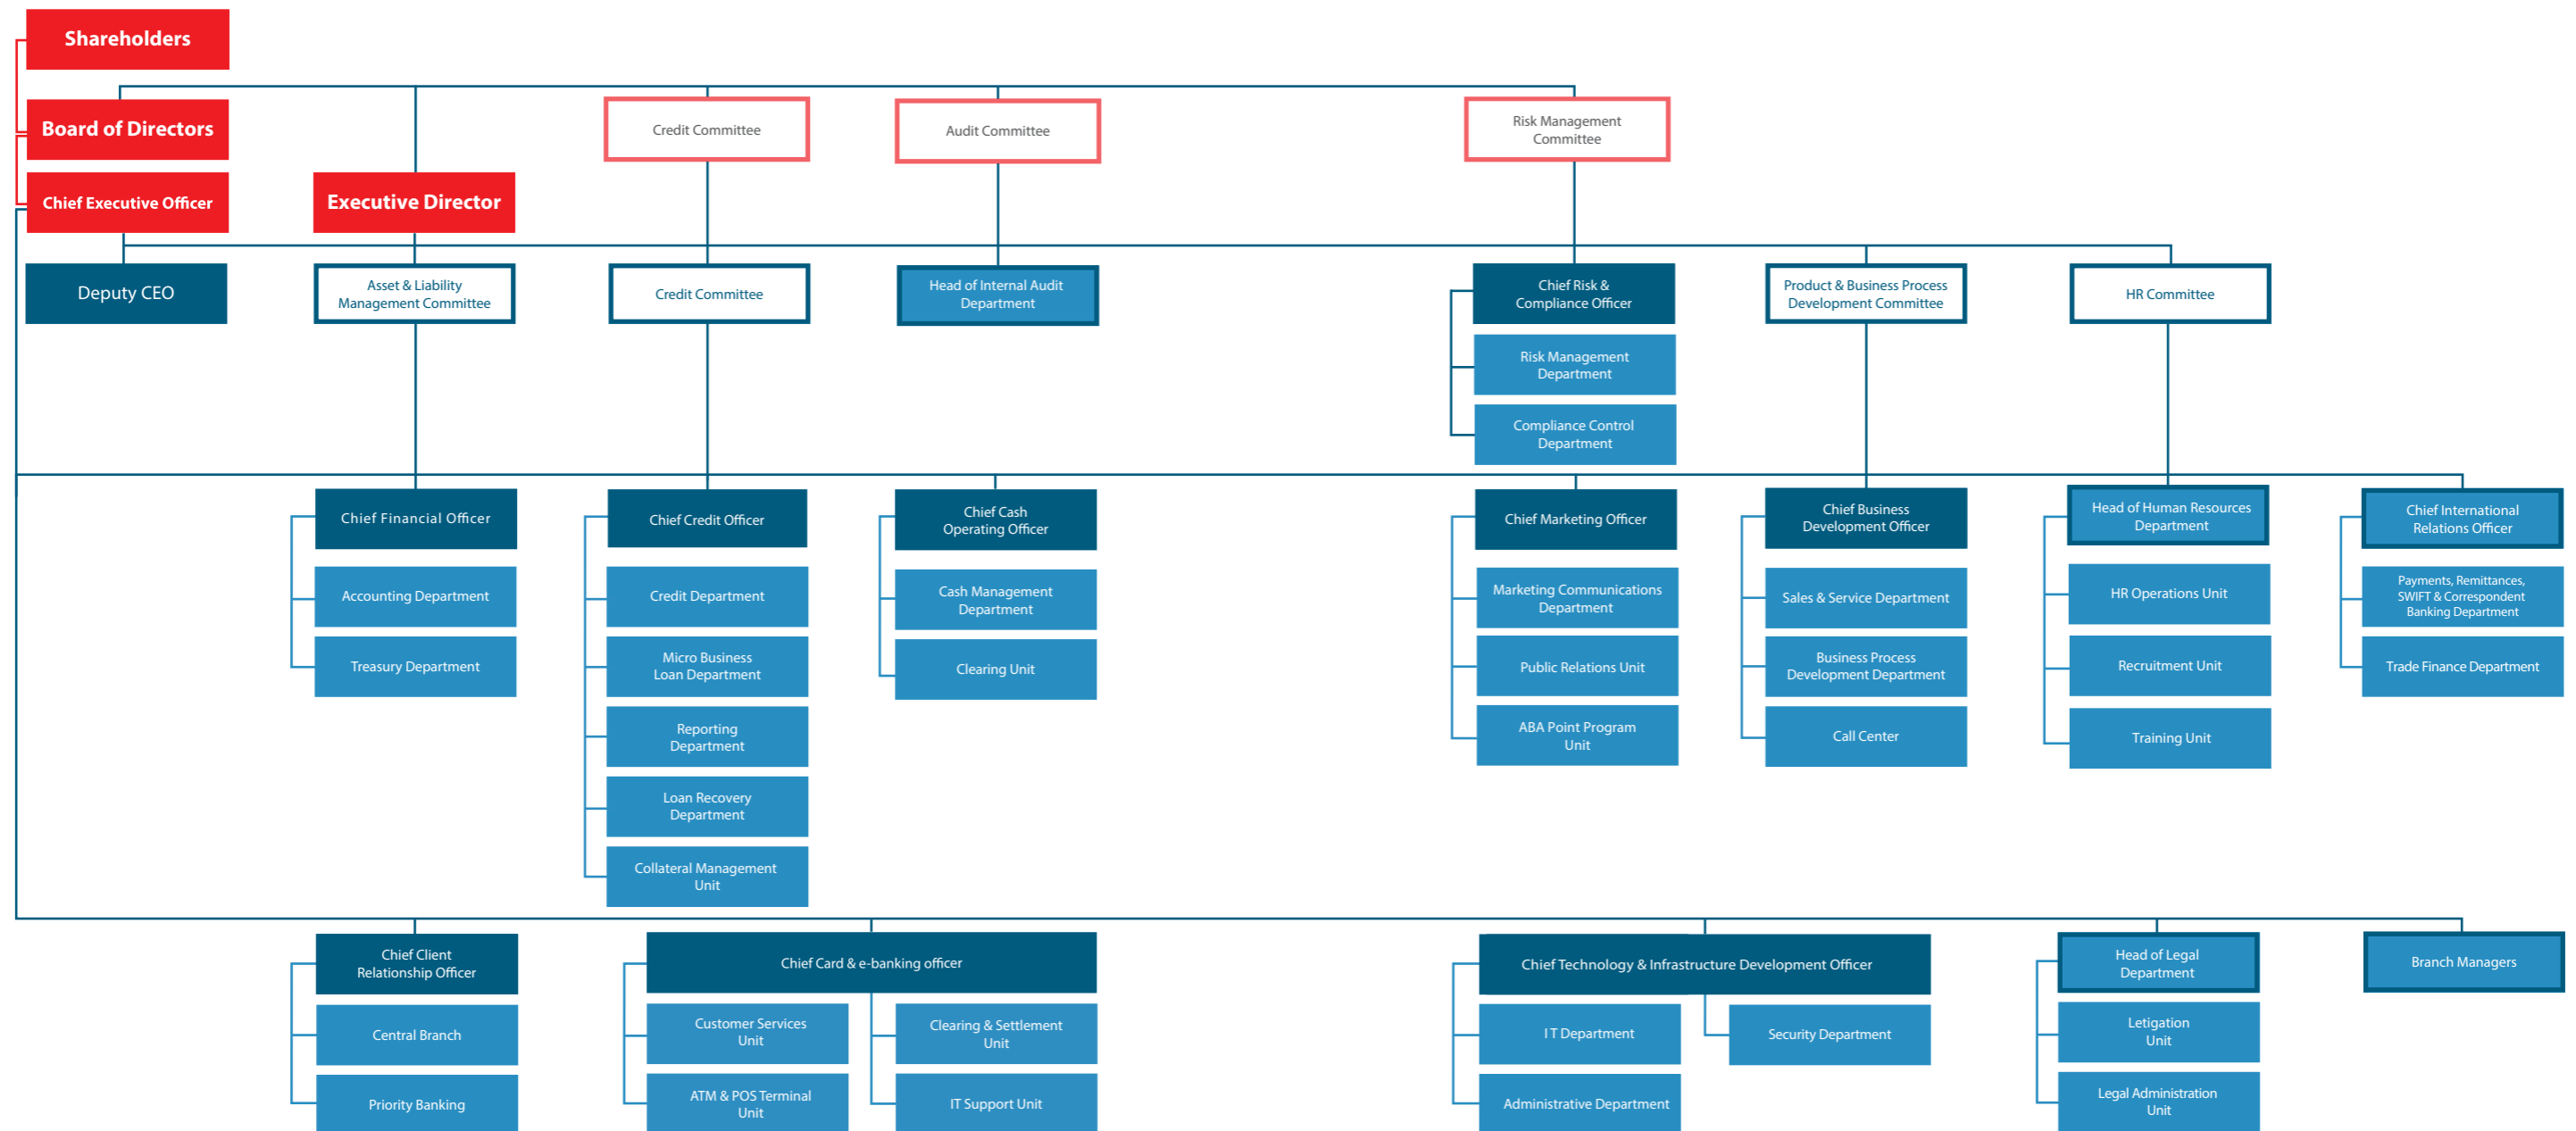 Shareholders
Board of Directors
Credit Committee
Audit Committee
Risk Management
Committee
Chief Executive Officer
Executive Director
Deputy CEO
Asset & Liability
Management Committee
Credit Committee
Head of Internal Audit
Department
Chief Risk &
Compliance Officer
Product & Business Process
Development Committee
HR Committee
Risk Management
Department
Compliance Control
Department
Chief Financial Officer
Accounting Department
Treasury Department
Chief Credit Officer
Credit Department
Micro Business
Loan Department
Reporting
Department
Loan Recovery
Department
Collateral Management
Unit
Chief Cash
Operating Officer
Cash Management
Department
Clearing Unit
Chief Marketing Officer
Marketing Communications
Department
Public Relations Unit
ABA Point Program
Unit
Chief Business
Development Officer
Sales & Service Department
Business Process
Development Department
Call Center
Head of Human Resources
Department
HR Operations Unit
Recruitment Unit
Training Unit
Chief International
Relations Officer
Payments, Remittances,
SWIFT & Correspondent
Banking Department
Trade Finance Department
Chief Client
Relationship Officer
Central Branch
Priority Banking
Chief Card & e-banking officer
Customer Services
Unit
ATM & POS Terminal
Unit
Clearing & Settlement
Unit
IT Support Unit
Chief Technology & Infrastructure Development Officer
I T Department
Administrative Department
Security Department
Head of Legal
Department
Letigation
Unit
Legal Administration
Unit
Branch Managers